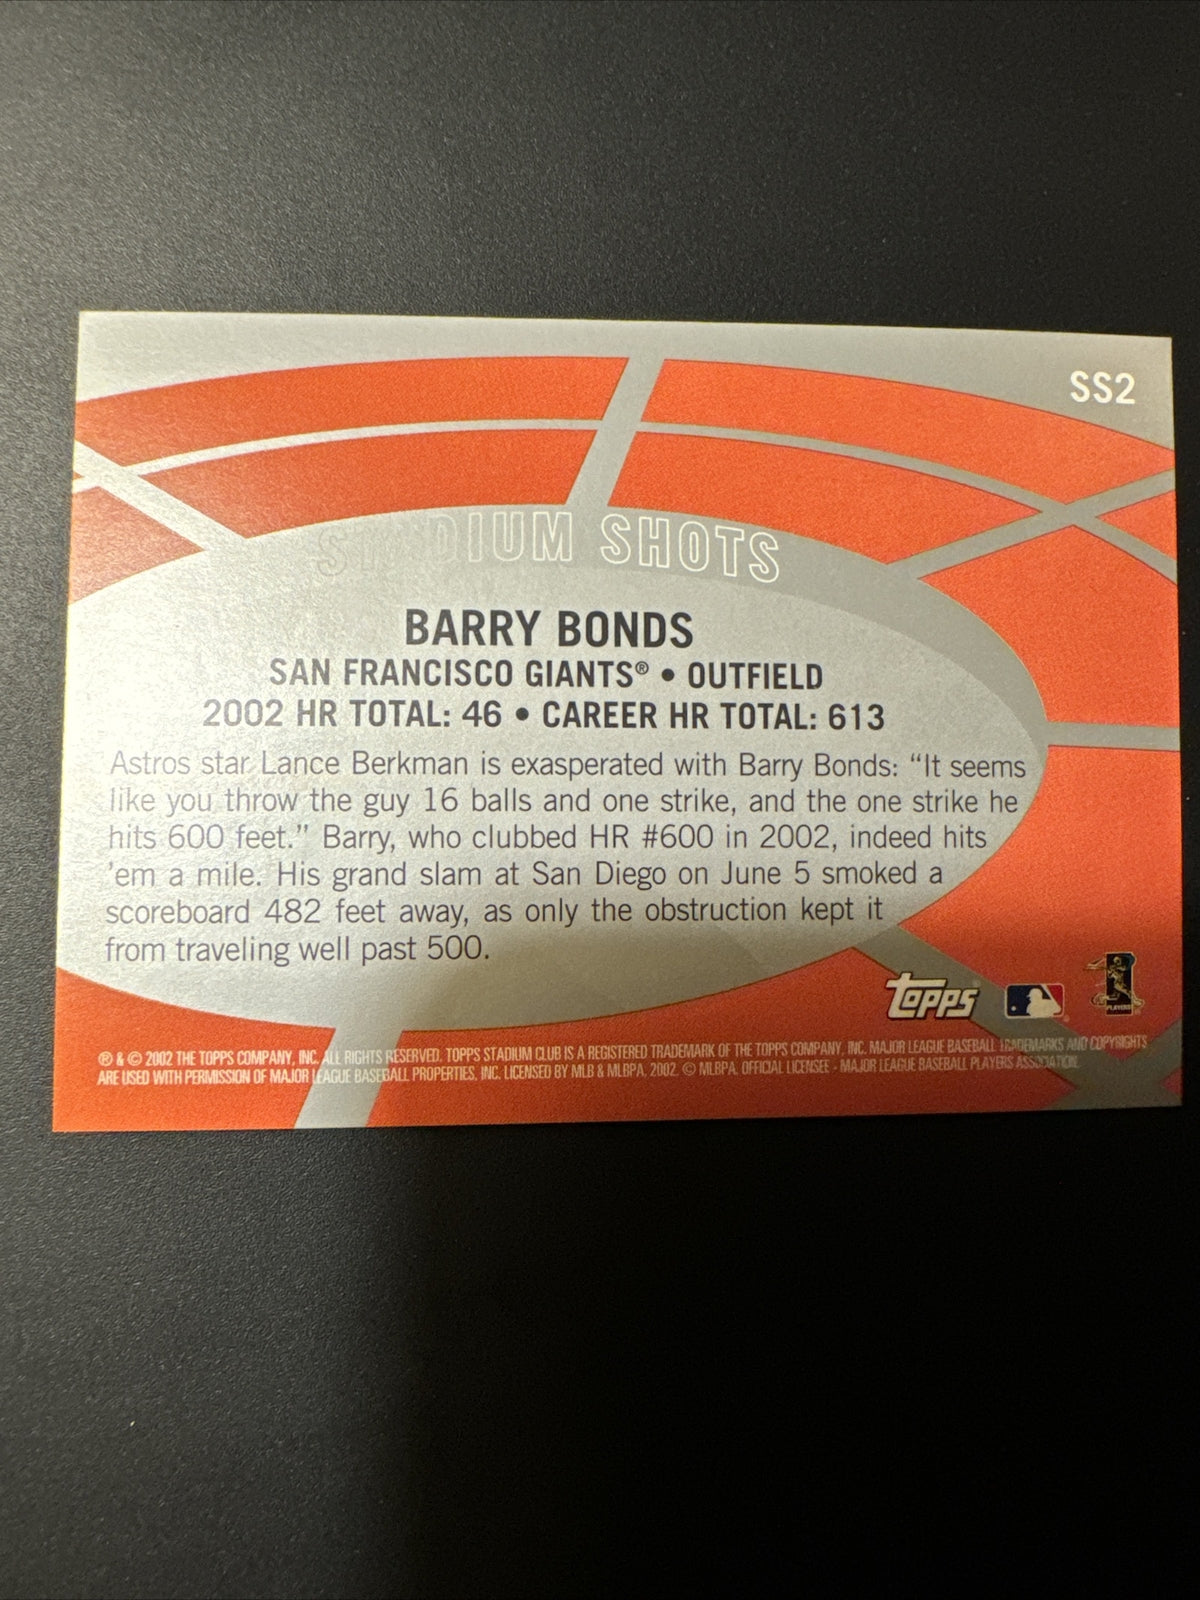 SS2
STADIUM SHOTS
BARRY BONDS
SAN FRANCISCO GIANTS® • OUTFIELD
2002 HR TOTAL: 46 • CAREER HR TOTAL: 613
Astros star Lance Berkman is exasperated with Barry Bonds: “It seems
like you throw the guy 16 balls and one strike, and the one strike he
hits 600 feet.” Barry, who clubbed HR #600 in 2002, indeed hits
’em a mile. His grand slam at San Diego on June 5 smoked a
scoreboard 482 feet away, as only the obstruction kept it
from traveling well past 500.
Topps
PLAYERS
® & © 2002 THE TOPPS COMPANY, INC. ALL RIGHTS RESERVED. TOPPS STADIUM CLUB IS A REGISTERED TRADEMARK OF THE TOPPS COMPANY, INC. MAJOR LEAGUE BASEBALL TRADEMARKS AND COPYRIGHTS
ARE USED WITH PERMISSION OF MAJOR LEAGUE BASEBALL PROPERTIES, INC. LICENSED BY MLB & MLBPA, 2002. © MLBPA. OFFICIAL LICENSEE - MAJOR LEAGUE BASEBALL PLAYERS ASSOCIATION.